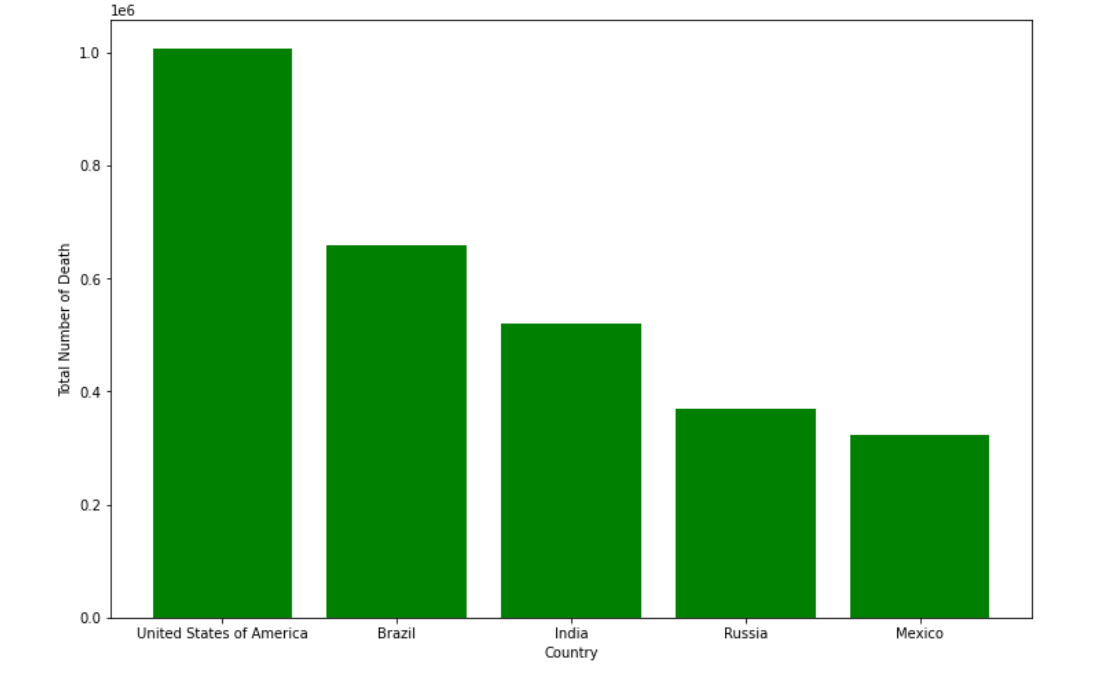 1e6
1.0
0.8
0.6
0.4
0.2
0.0
Total Number of Death
United States of America Brazil India Russia Mexico
Country